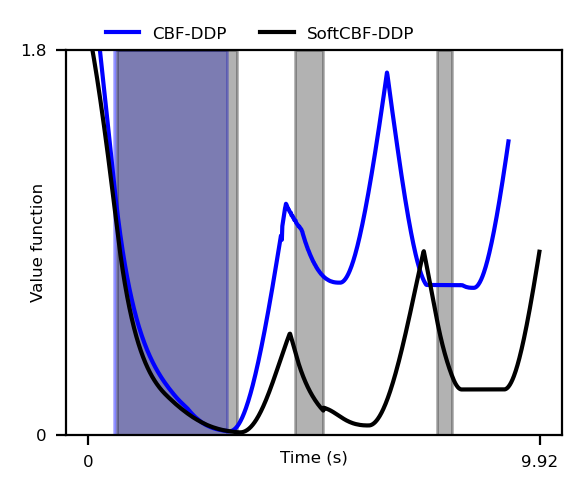 CBF-DDP SoftCBF-DDP
1.8
Value function
0
0 Time (s) 9.92